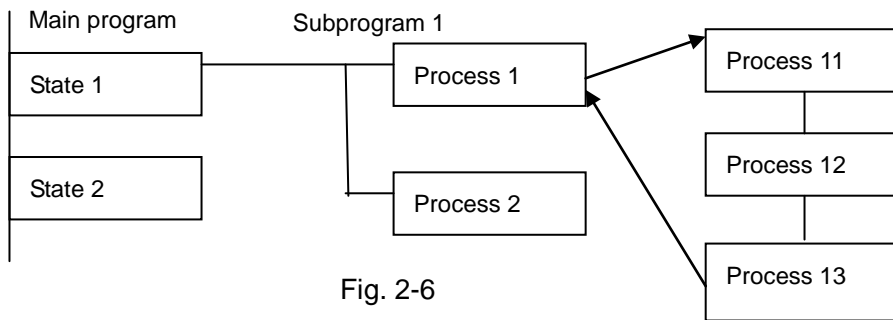 Main program
Subprogram 1
State 1
Process 1
Process 11
State 2
Process 2
Process 12
Process 13
Fig. 2-6